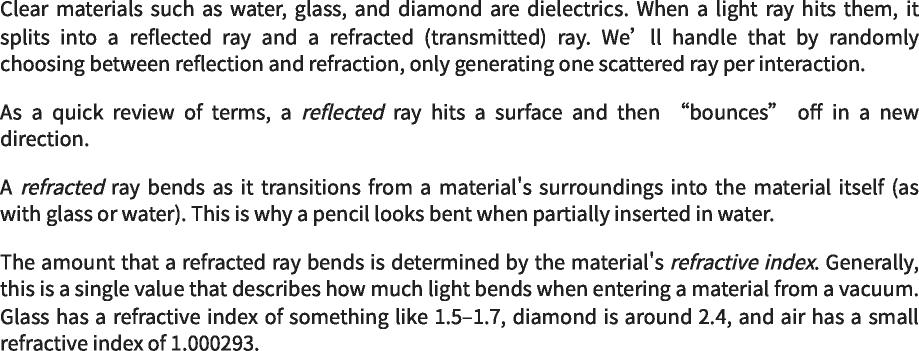 Clear materials such as water, glass, and diamond are dielectrics. When a light ray hits them, it
splits into a reflected ray and a refracted (transmitted) ray. We’ll handle that by randomly
choosing between reflection and refraction, only generating one scattered ray per interaction.
As a quick review of terms, a reflected ray hits a surface and then “bounces” off in a new
direction.
A refracted ray bends as it transitions from a material's surroundings into the material itself (as
with glass or water). This is why a pencil looks bent when partially inserted in water.
The amount that a refracted ray bends is determined by the material's refractive index. Generally,
this is a single value that describes how much light bends when entering a material from a vacuum.
Glass has a refractive index of something like 1.5–1.7, diamond is around 2.4, and air has a small
refractive index of 1.000293.